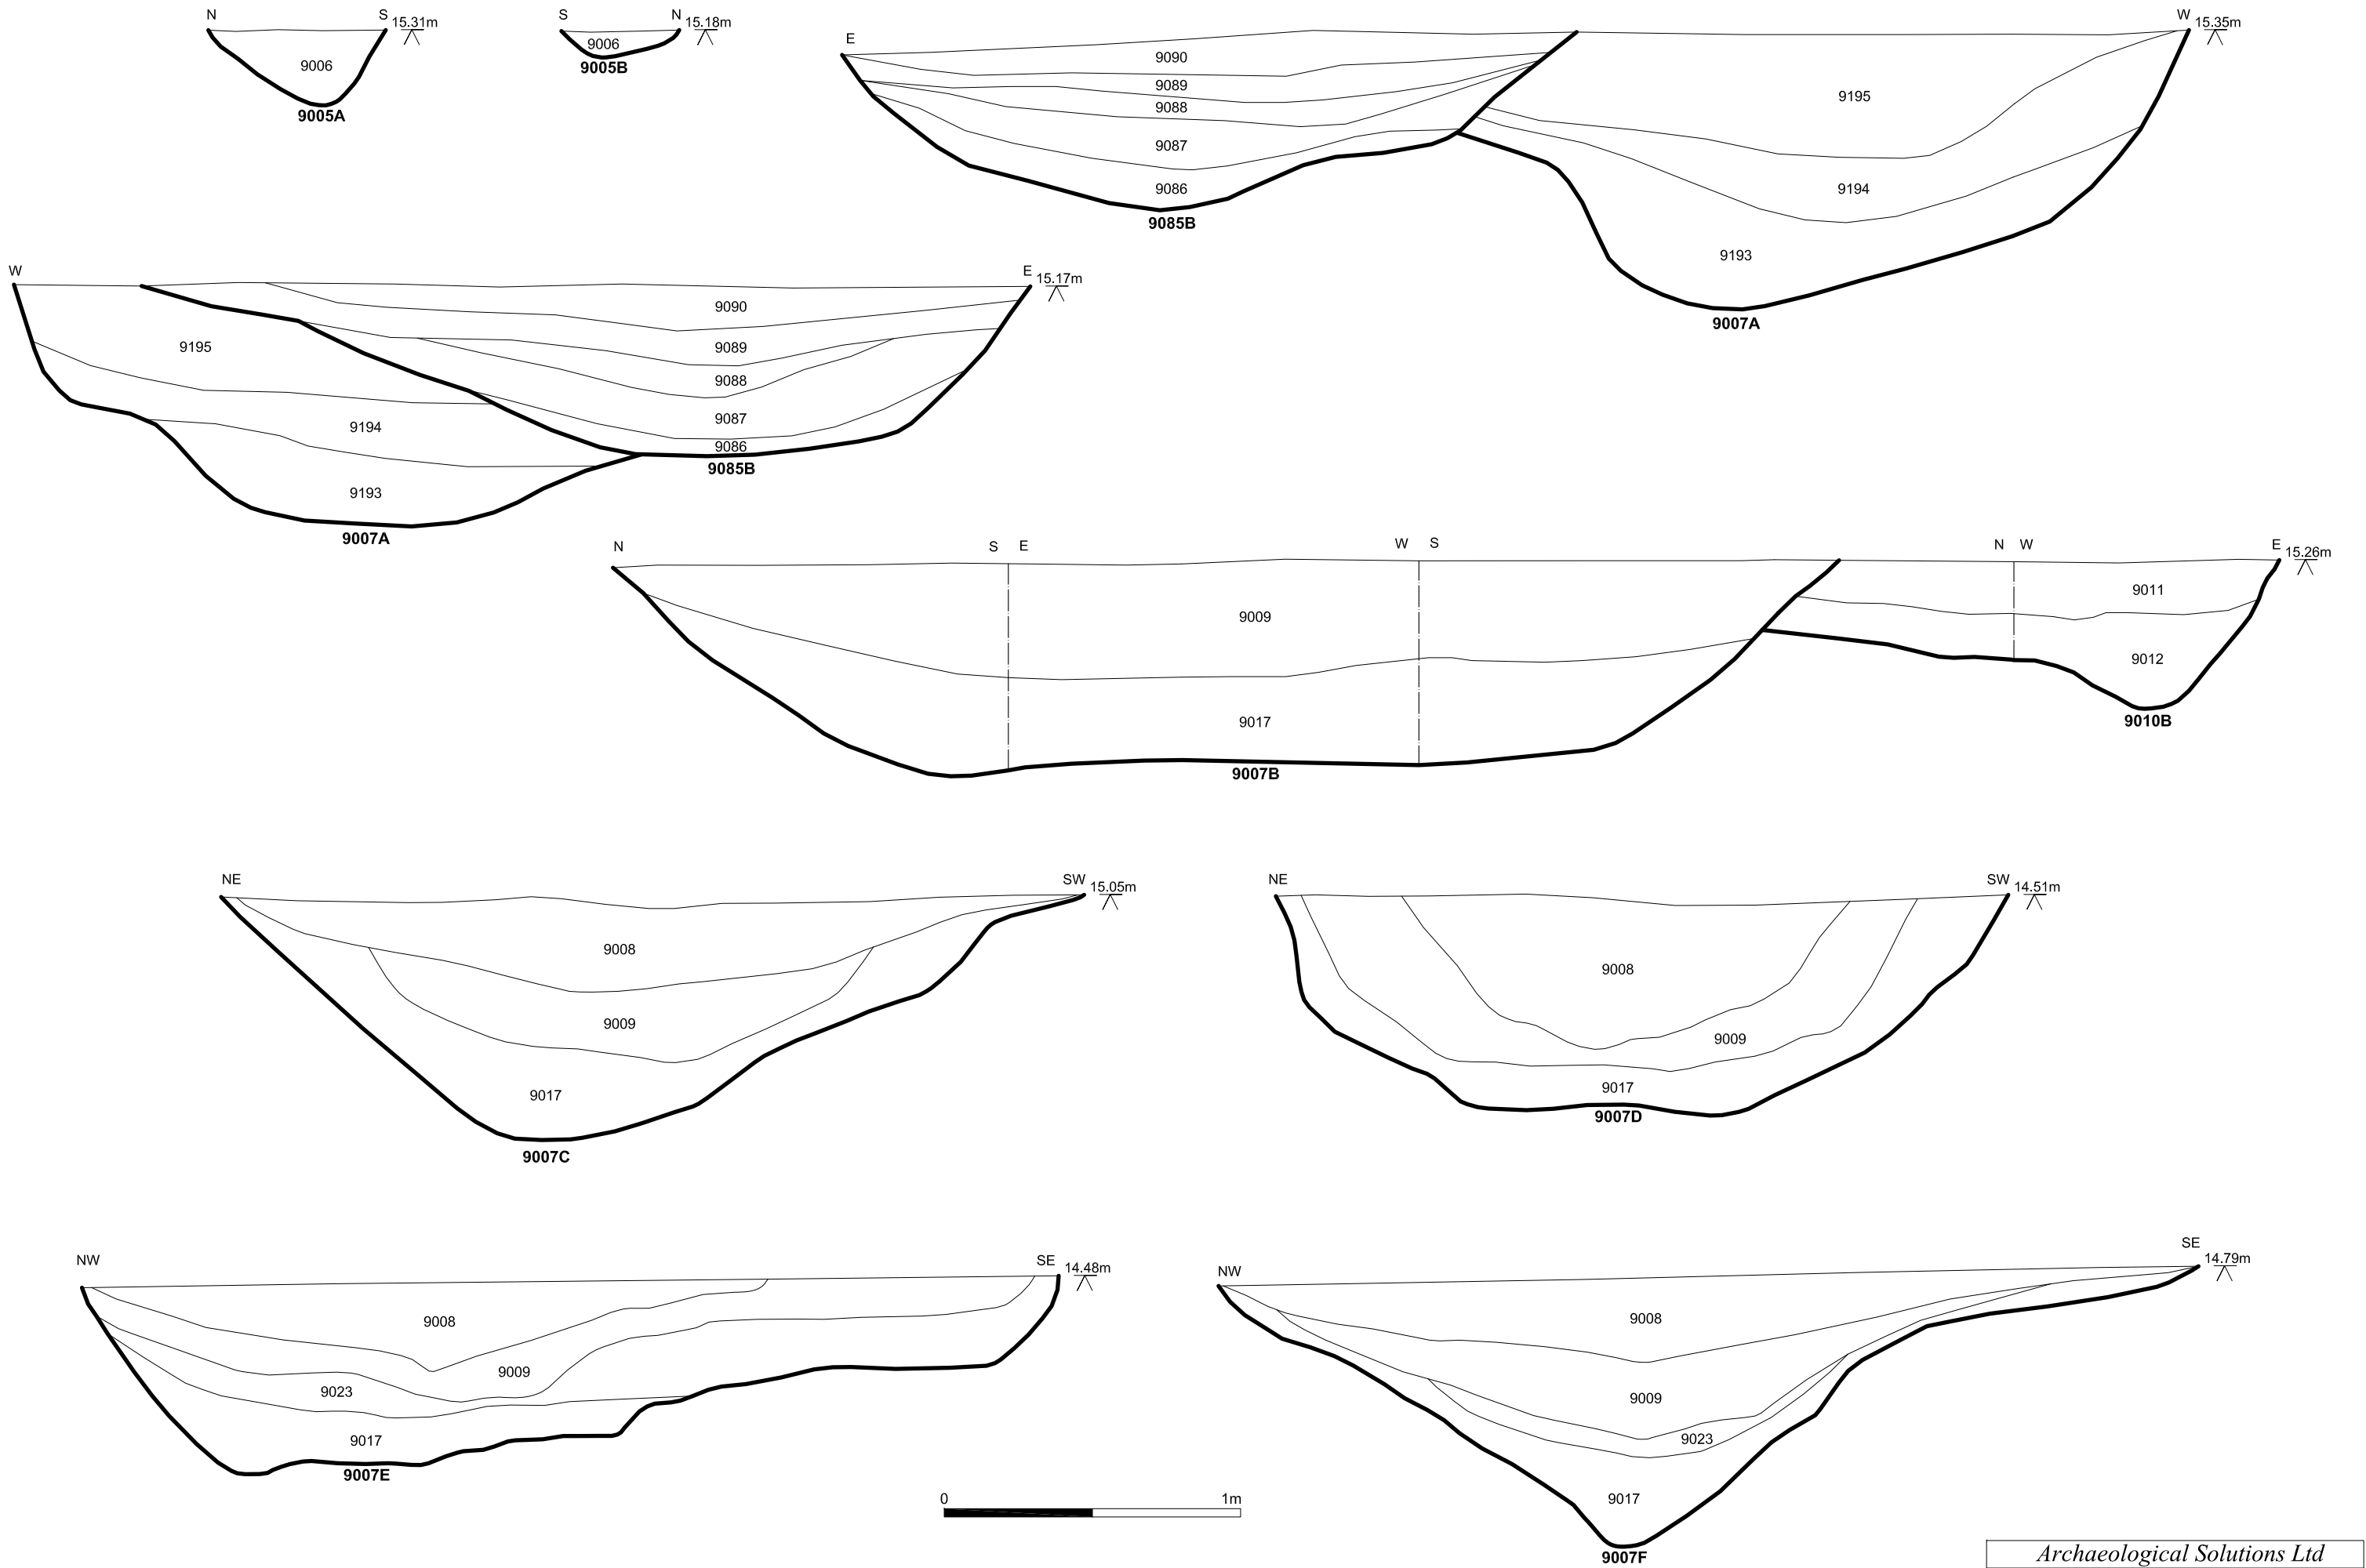 N S 15.31m
9006
9005A
S N 15.18m
9006
9005B
E W 15.35m
9090
9089
9088
9087
9086
9085B
9195
9194
9193
9007A
W E 15.17m
9195
9194
9193
9007A
9090
9089
9088
9087
9086
9085B
N S E W S N W E 15.26m
9009
9017
9007B
9011
9012
9010B
NE SW 15.05m
9008
9009
9017
9007C
NE SW 14.51m
9008
9009
9017
9007D
NW SE 14.48m
9008
9009
9023
9017
9007E
NW SE 14.79m
9008
9009
9023
9017
9007F
0 1m
Archaeological Solutions Ltd